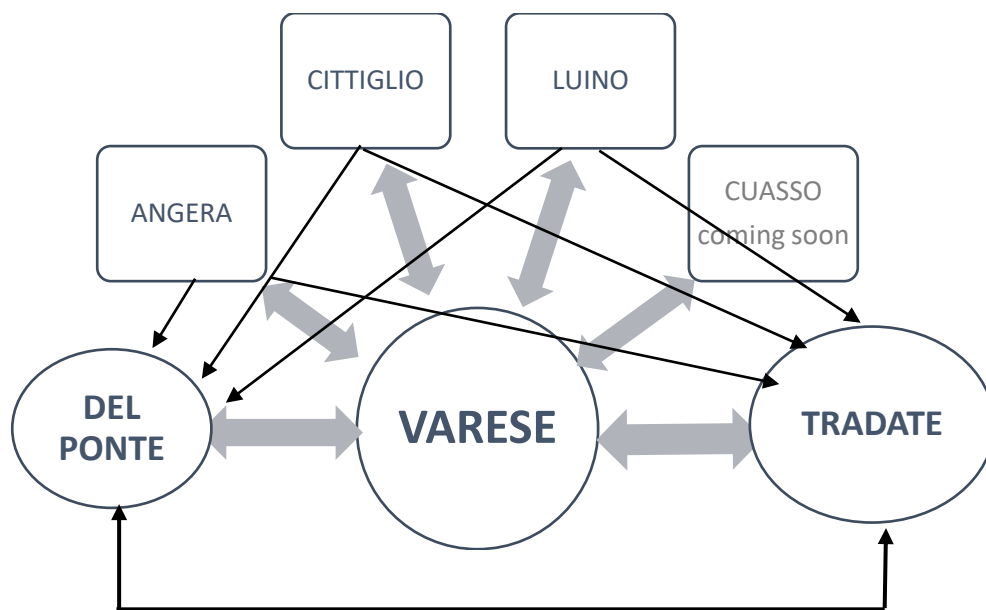 CITTIGLIO
LUINO
ANGERA
CUASSO
coming soon
DEL
PONTE
VARESE
TRADATE